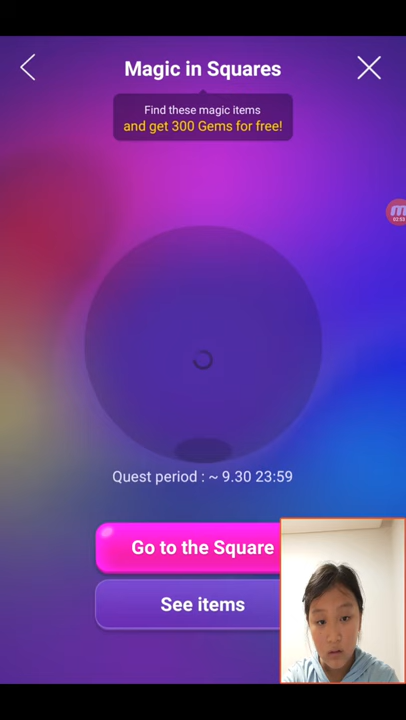 Magic in Squares
Find these magic items
and get 300 Gems for free!
Quest period : ~ 9.30 23:59
Go to the Square
See items